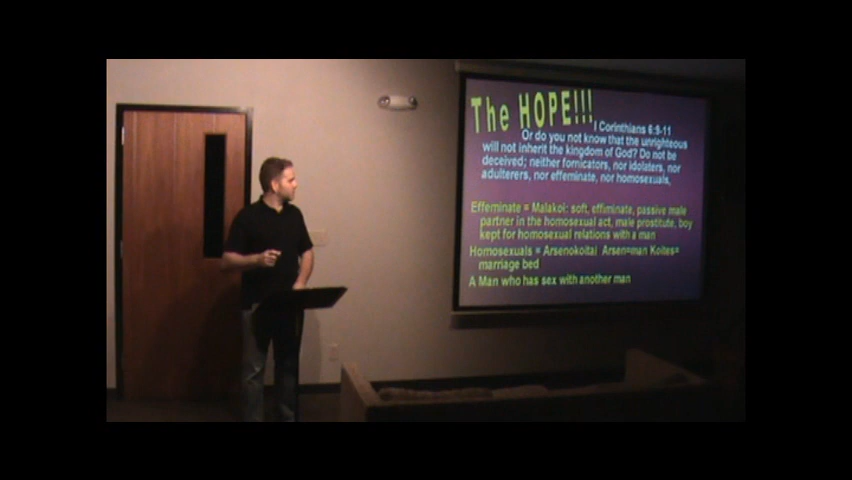 The HOPE!!!
I Corinthians 6:9-11
Or do you not know that the unrighteous
will not inherit the kingdom of God? Do not be
deceived; neither fornicators, nor idolaters, nor
adulterers, nor effeminate, nor homosexuals,
Effeminate = Malakoi: soft, effiminate, passive male
partner in the homosexual act, male prostitute, boy
kept for homosexual relations with a man
Homosexuals = Arsenokoitai Arsen=man Koites=
marriage bed
A Man who has sex with another man